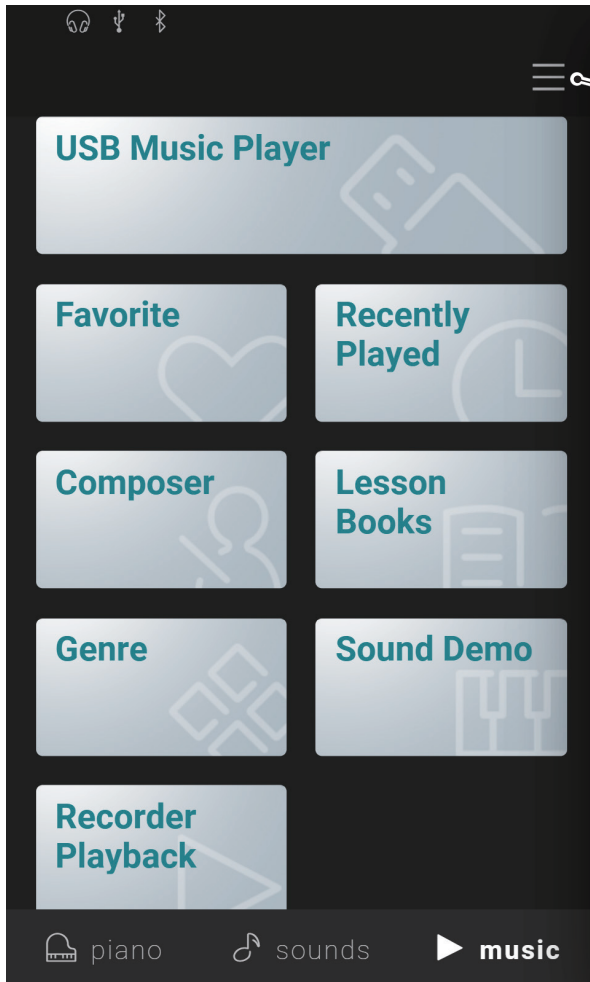 USB Music Player
Favorite
Recently
Played
Composer
Lesson
Books
Genre
Sound Demo
Recorder
Playback
piano
sounds
music